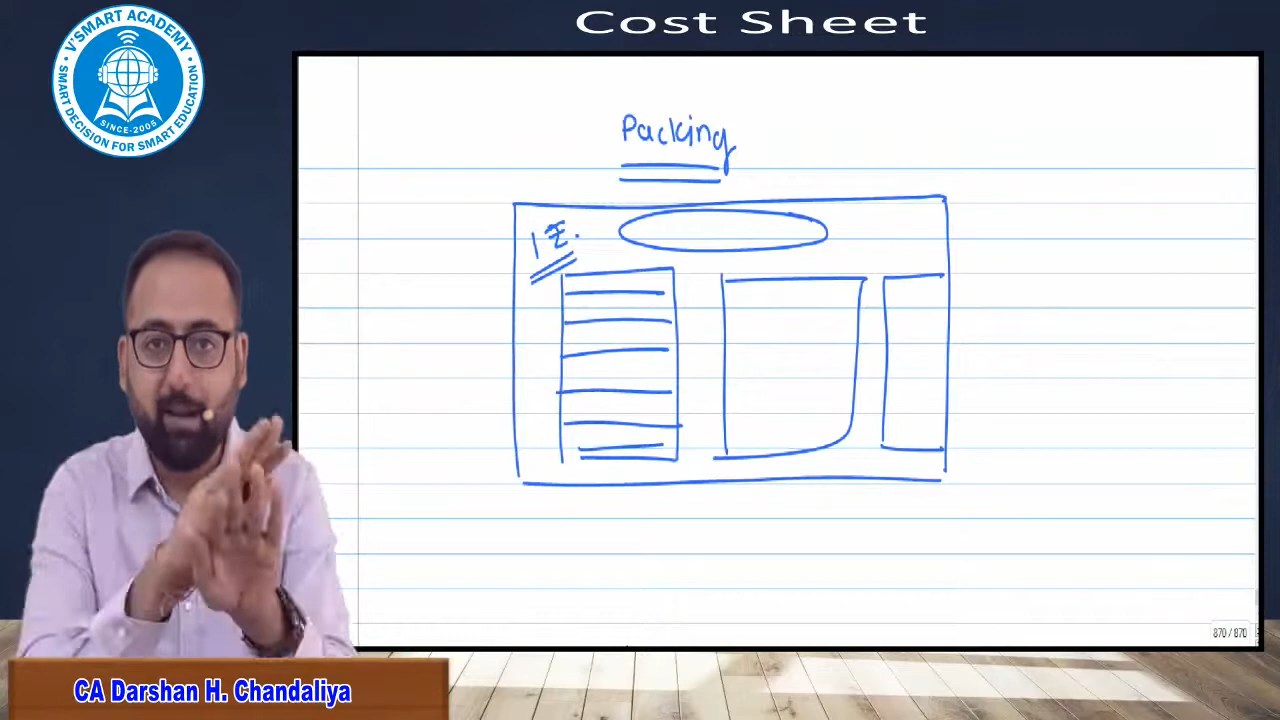 Cost Sheet
V'SMART ACADEMY
SINCE-2005
SMART DECISION FOR SMART EDUCATION
Packing
870 / 870
CA Darshan H. Chandaliya